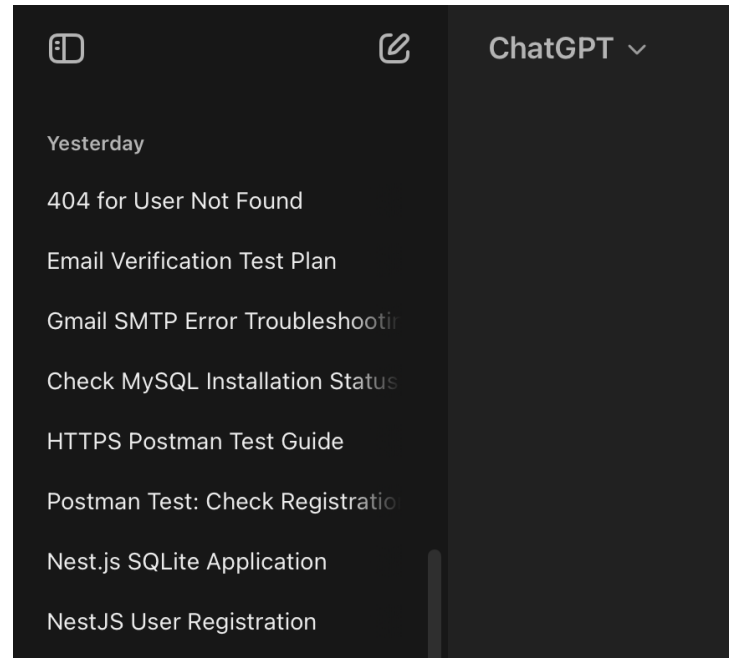 ChatGPT
Yesterday
404 for User Not Found
Email Verification Test Plan
Gmail SMTP Error Troubleshootin
Check MySQL Installation Status
HTTPS Postman Test Guide
Postman Test: Check Registratio
Nest.js SQLite Application
NestJS User Registration